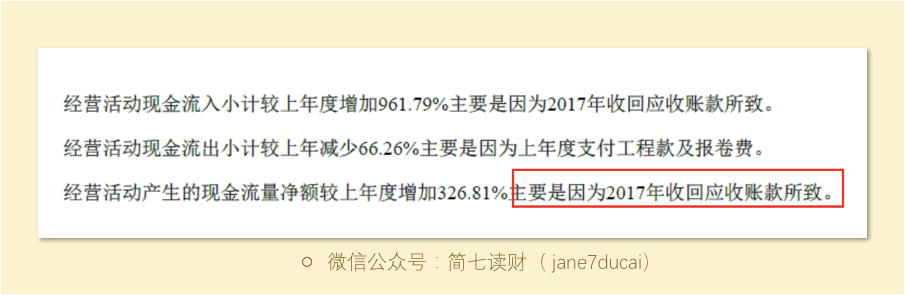 经营活动现金流入小计较上年度增加961.79%主要是因为2017年收回应收账款所致。
经营活动现金流出小计较上年减少66.26%主要是因为上年度支付工程款及报卷费。
经营活动产生的现金流量净额较上年度增加326.81%主要是因为2017年收回应收账款所致。
微信公众号：简七读财（jane7ducai）